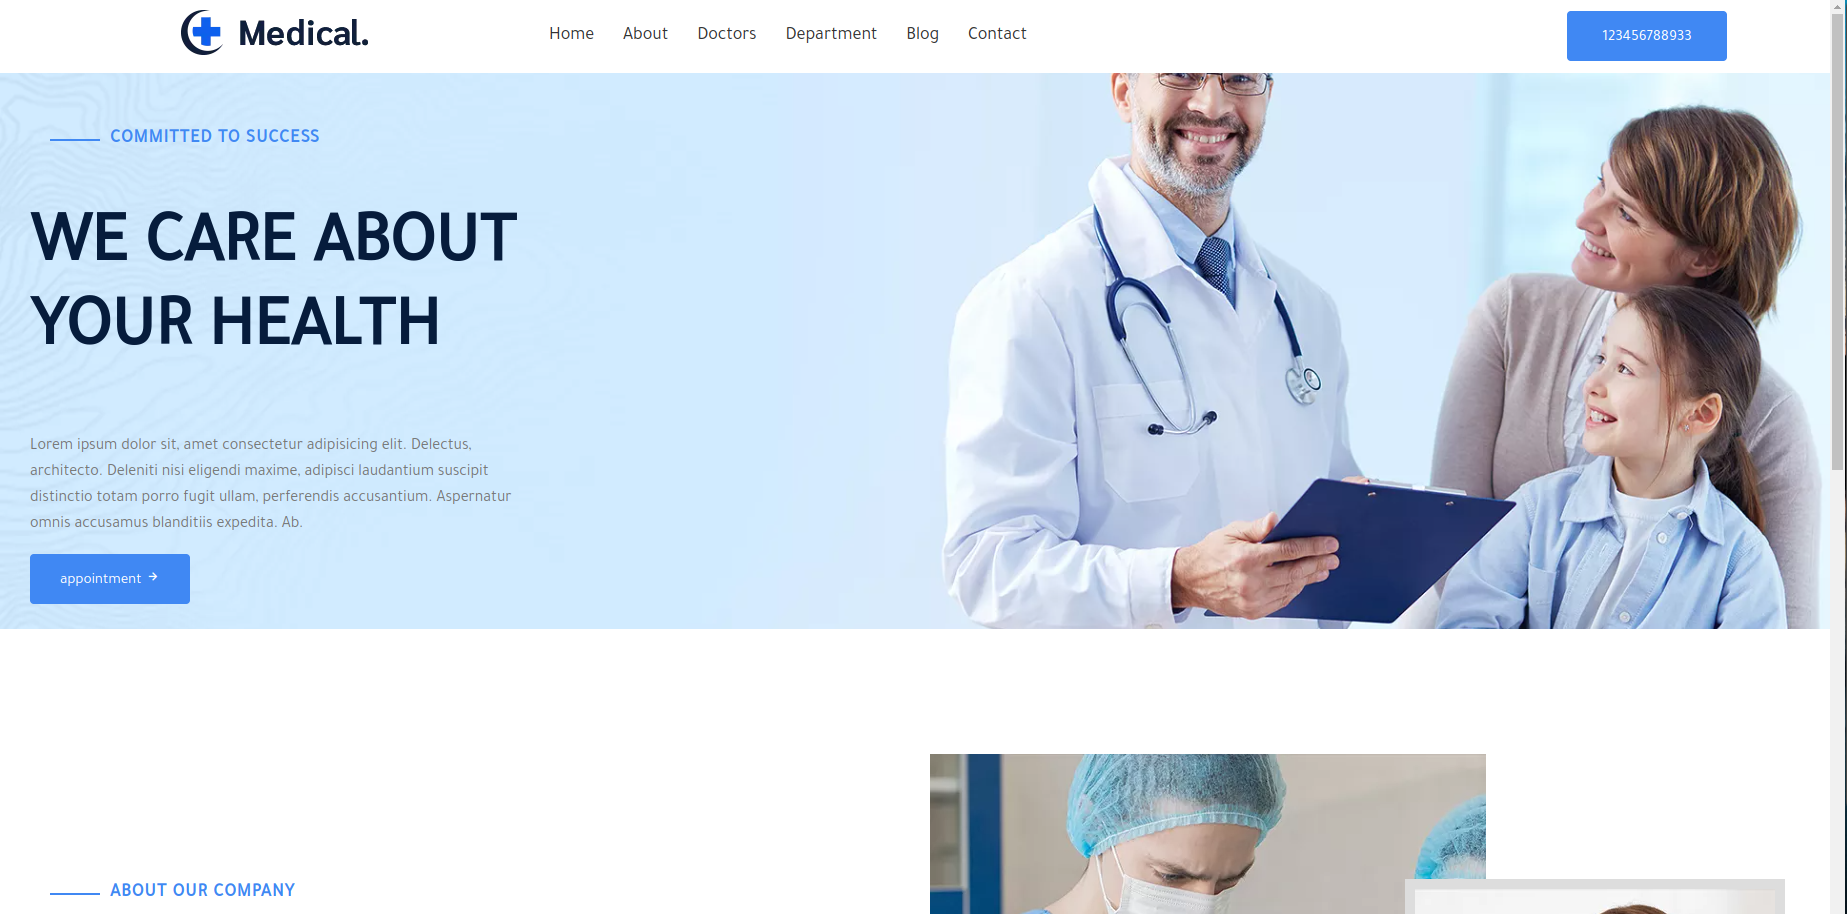 Medical.
Home About Doctors Department Blog Contact
123456788933
COMMITTED TO SUCCESS
WE CARE ABOUT
YOUR HEALTH
Lorem ipsum dolor sit, amet consectetur adipisicing elit. Delectus,
architecto. Deleniti nisi eligendi maxime, adipisci laudantium suscipit
distinctio totam porro fugit ullam, perferendis accusantium. Aspernatur
omnis accusamus blanditiis expedita. Ab.
appointment →
ABOUT OUR COMPANY